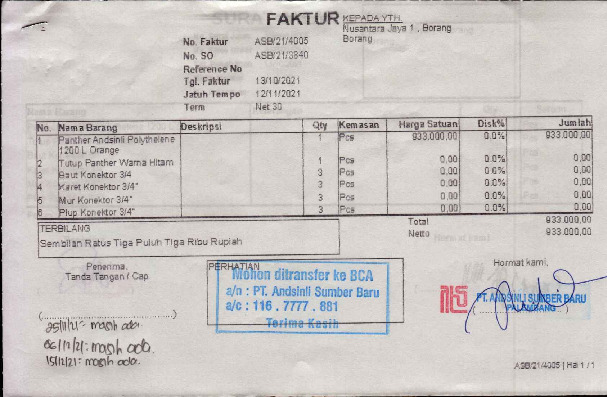 FAKTUR
KEPADA YTH.
Nusantara Jaya 1 , Borang
Borang
No. Faktur ASB/21/4005
No. SO ASB/21/3840
Reference No
Tgl. Faktur 13/10/2021
Jatuh Tempo 12/11/2021
Term Net 30
No. Nama Barang Deskripsi Qty Kemasan Harga Satuan Disk% Jumlah
1 Panther Andsinli Polythelene 1 Pcs 933.000,00 0.0% 933.000,00
1200 L Orange
2 Tutup Panther Warna Hitam 1 Pcs 0,00 0.0% 0,00
3 Baut Konektor 3/4 3 Pcs 0,00 0.0% 0,00
4 Karet Konektor 3/4" 3 Pcs 0,00 0.0% 0,00
5 Mur Konektor 3/4" 3 Pcs 0,00 0.0% 0,00
6 Plup Konektor 3/4" 3 Pcs 0,00 0.0% 0,00
Total 933.000,00
Netto 933.000,00
TERBILANG
Sembilan Ratus Tiga Puluh Tiga Ribu Rupiah
Penerima,
Tanda Tangan / Cap
PERHATIAN
Mohon ditransfer ke BCA
a/n : PT. Andsinli Sumber Baru
a/c : 116 . 7777 . 881
Terima Kasih
Hormat kami,
PT. ANDSINLI SUMBER BARU
PALEMBANG
25/11/21: masih ada.
06/12/21: masih ada.
15/12/21: masih ada.
ASB/21/4005 | Hal 1 / 1